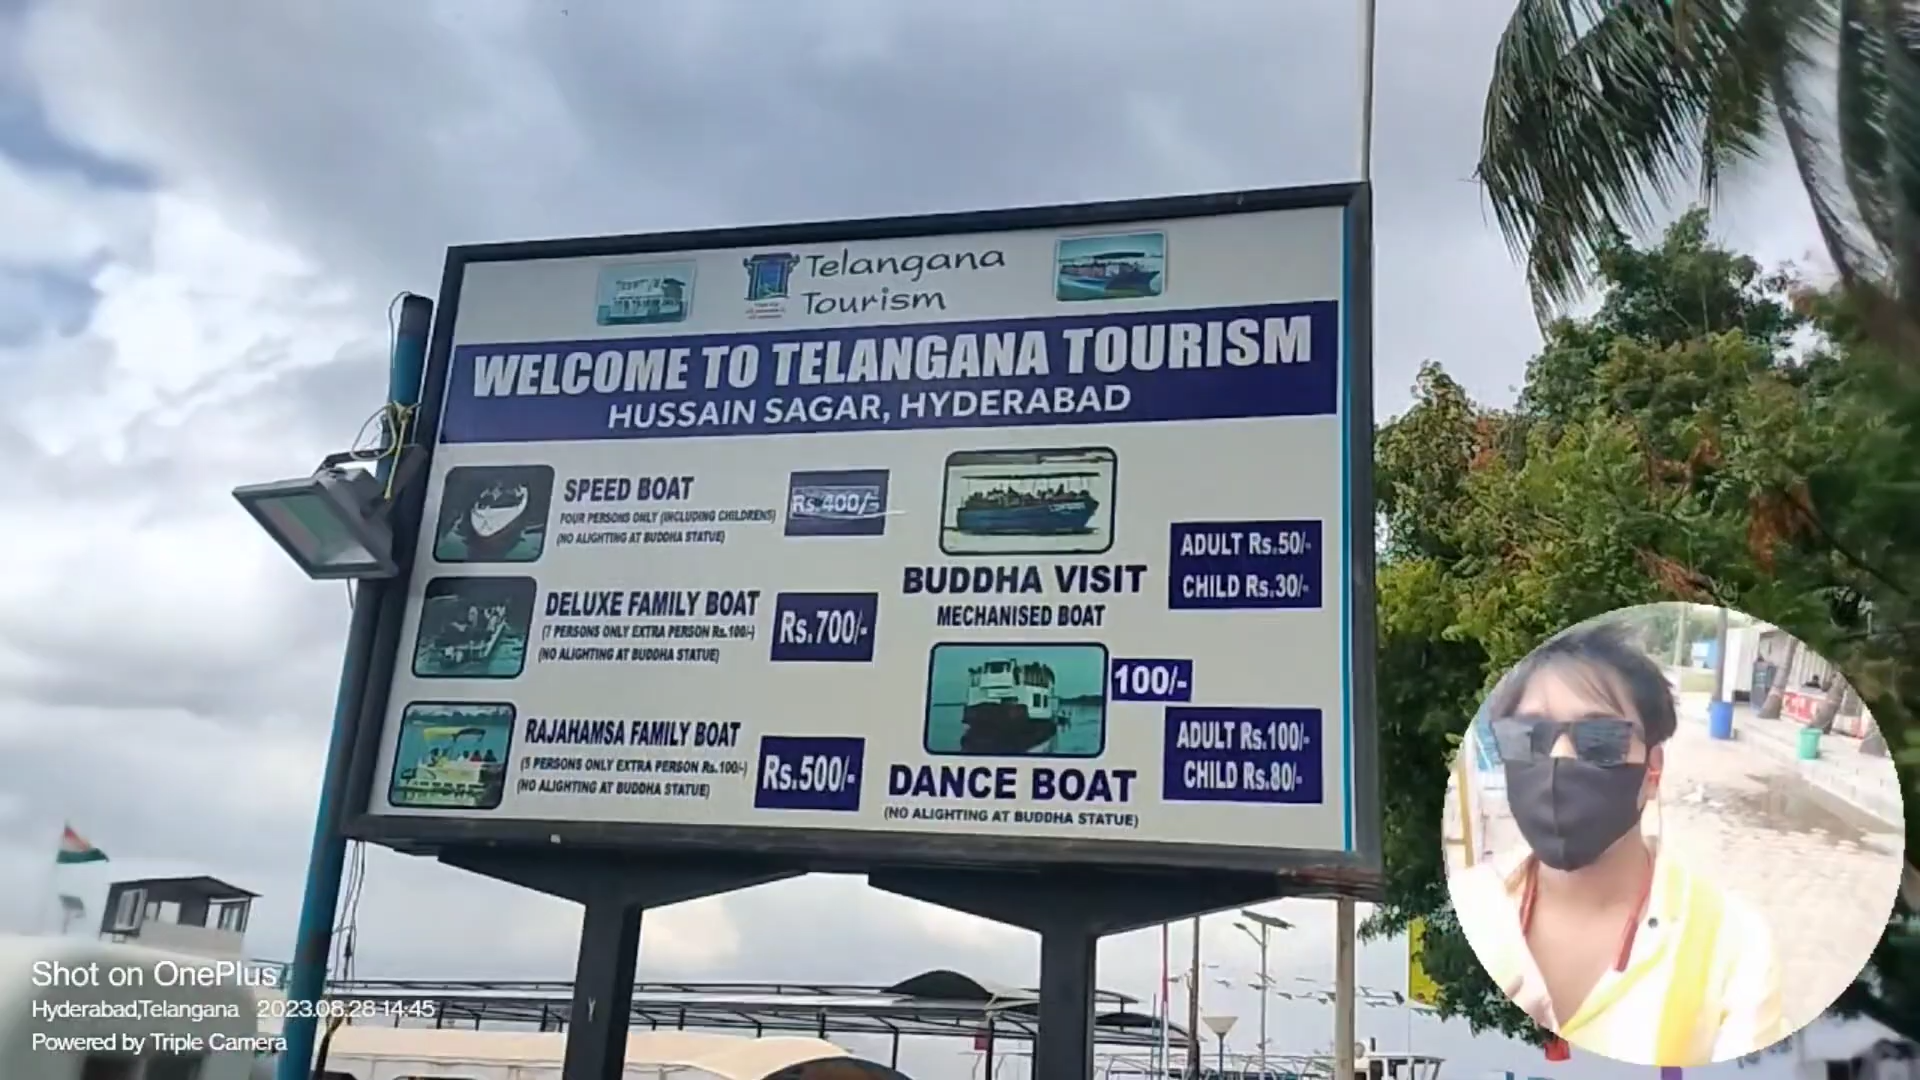 Telangana
Tourism
WELCOME TO TELANGANA TOURISM
HUSSAIN SAGAR, HYDERABAD
SPEED BOAT
FOUR PERSONS ONLY (INCLUDING CHILDRENS)
(NO ALIGHTING AT BUDDHA STATUE)
Rs.400/-
DELUXE FAMILY BOAT
(7 PERSONS ONLY EXTRA PERSON Rs.100/-)
(NO ALIGHTING AT BUDDHA STATUE)
Rs.700/-
RAJAHAMSA FAMILY BOAT
(5 PERSONS ONLY EXTRA PERSON Rs.100/-)
(NO ALIGHTING AT BUDDHA STATUE)
Rs.500/-
BUDDHA VISIT
MECHANISED BOAT
ADULT Rs.50/-
CHILD Rs.30/-
100/-
DANCE BOAT
(NO ALIGHTING AT BUDDHA STATUE)
ADULT Rs.100/-
CHILD Rs.80/-
Shot on OnePlus
Hyderabad,Telangana 2023.08.28 14:45
Powered by Triple Camera